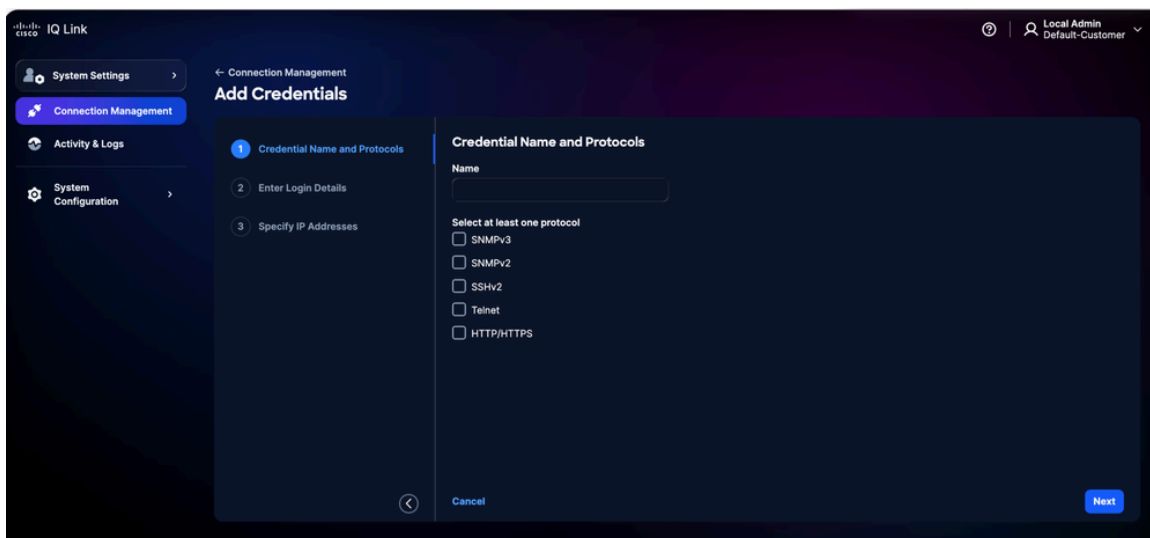 CISCO IQ Link
Local Admin
Default-Customer
System Settings
Connection Management
Activity & Logs
System
Configuration
← Connection Management
Add Credentials
1 Credential Name and Protocols
2 Enter Login Details
3 Specify IP Addresses
Credential Name and Protocols
Name
Select at least one protocol
SNMPv3
SNMPv2
SSHv2
Telnet
HTTP/HTTPS
Cancel
Next